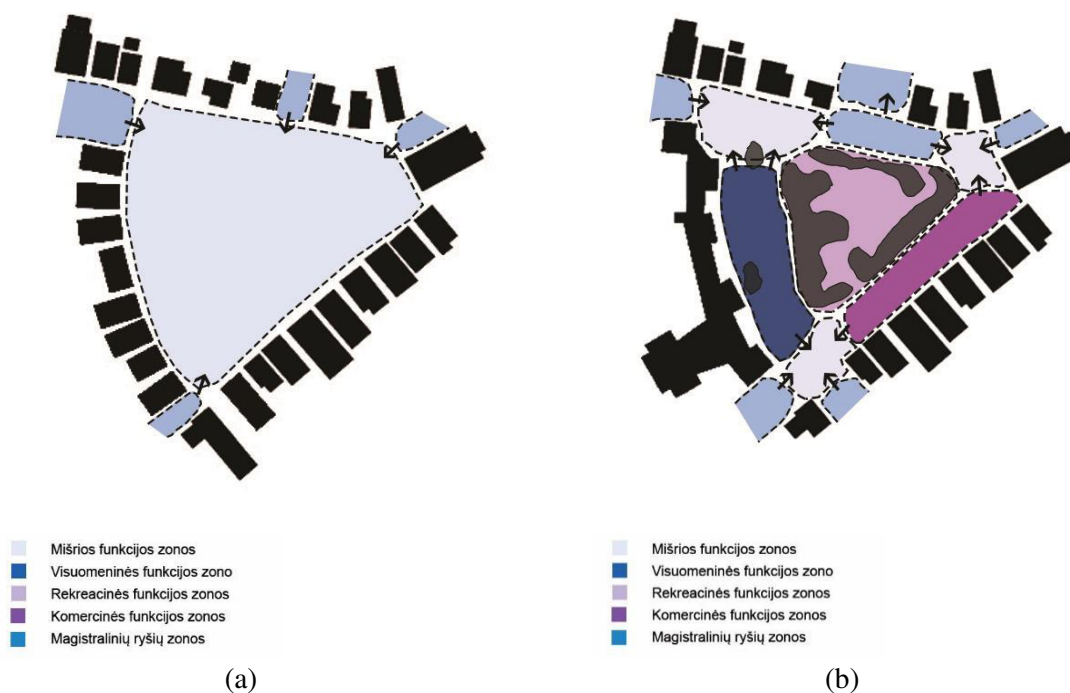 Mišrios funkcijos zonos
Visuomeninės funkcijos zono
Rekreacinės funkcijos zonos
Komercinės funkcijos zonos
Magistralinių ryšių zonos
(a)
Mišrios funkcijos zonos
Visuomeninės funkcijos zono
Rekreacinės funkcijos zonos
Komercinės funkcijos zonos
Magistralinių ryšių zonos
(b)